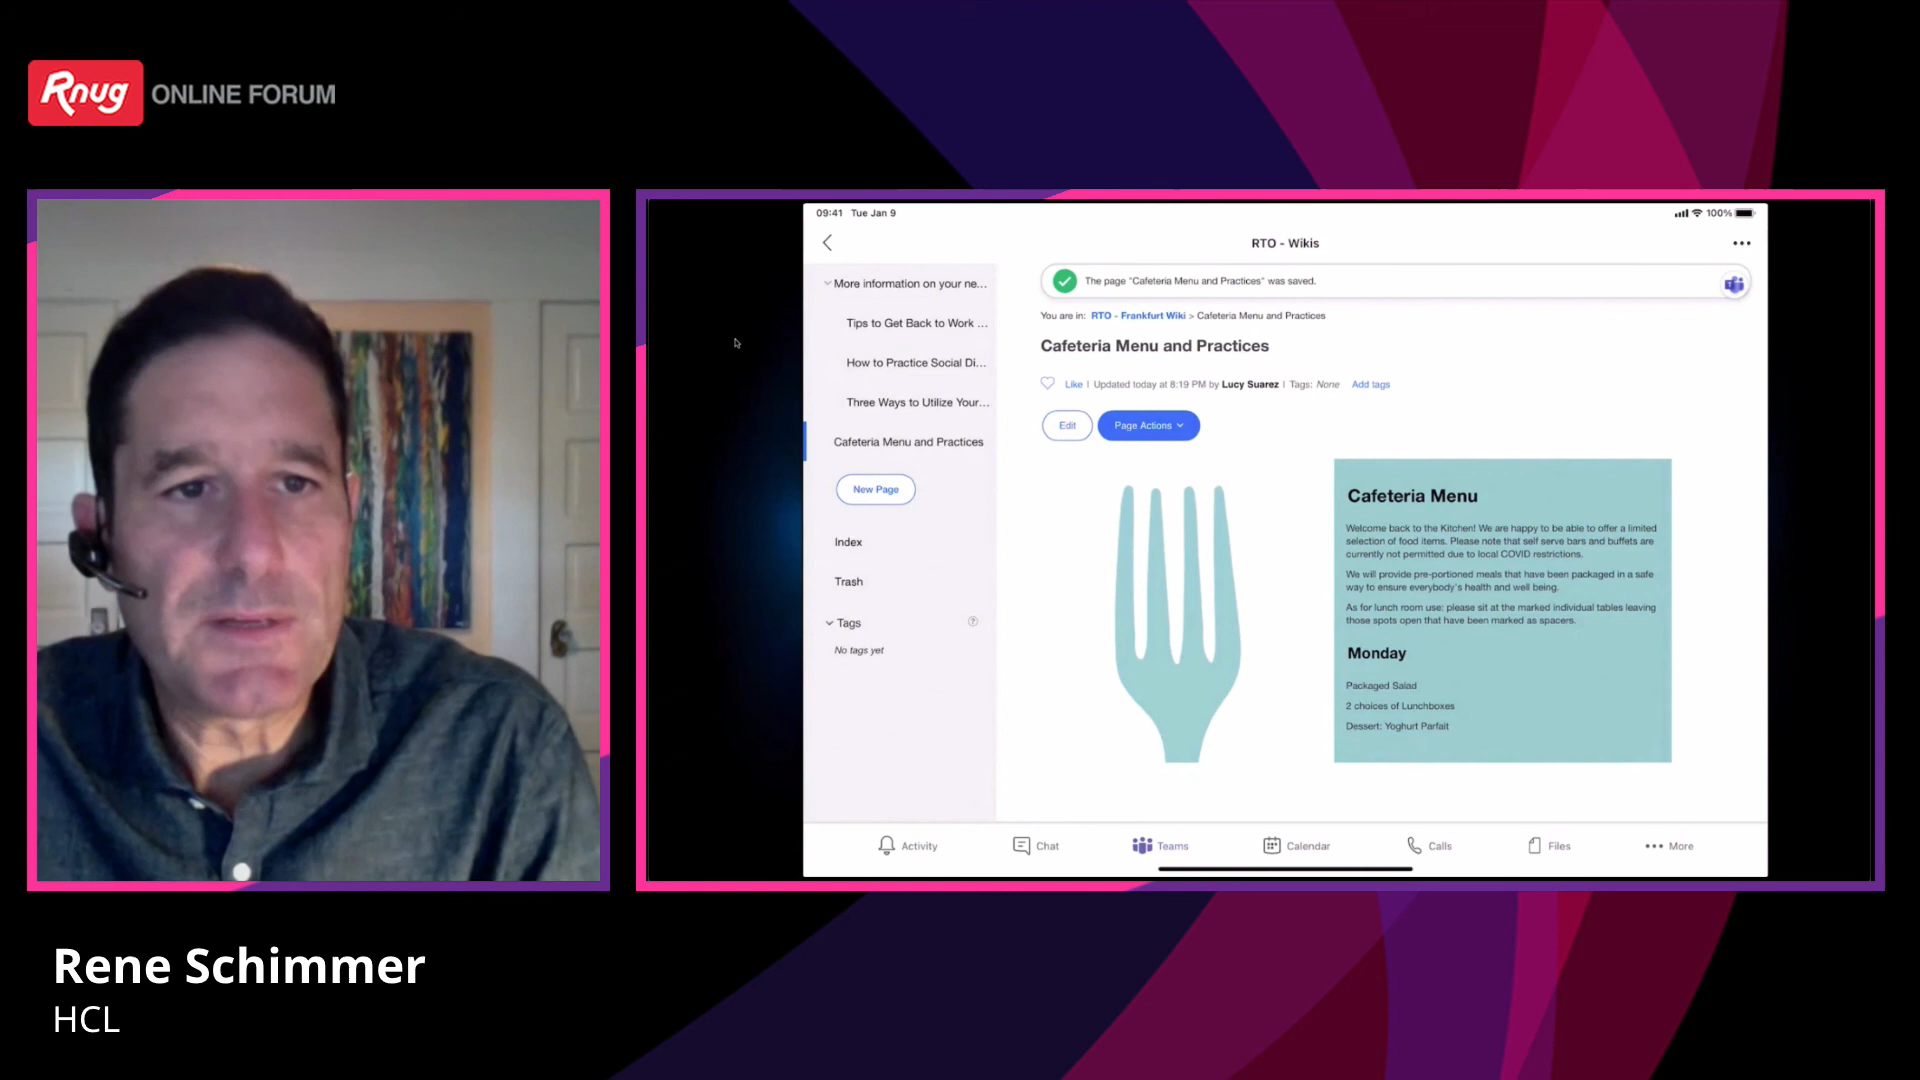 Rnug ONLINE FORUM
09:41 Tue Jan 9
100%
RTO - Wikis
More information on your ne...
Tips to Get Back to Work ...
How to Practice Social Di...
Three Ways to Utilize Your...
Cafeteria Menu and Practices
New Page
Index
Trash
Tags
?
No tags yet
The page "Cafeteria Menu and Practices" was saved.
You are in: RTO - Frankfurt Wiki > Cafeteria Menu and Practices
Cafeteria Menu and Practices
Like | Updated today at 8:19 PM by Lucy Suarez | Tags: None Add tags
Edit
Page Actions
Cafeteria Menu
Welcome back to the Kitchen! We are happy to be able to offer a limited
selection of food items. Please note that self serve bars and buffets are
currently not permitted due to local COVID restrictions.
We will provide pre-portioned meals that have been packaged in a safe
way to ensure everybody's health and well being.
As for lunch room use: please sit at the marked individual tables leaving
those spots open that have been marked as spacers.
Monday
Packaged Salad
2 choices of Lunchboxes
Dessert: Yoghurt Parfait
Activity
Chat
Teams
Calendar
Calls
Files
More
Rene Schimmer
HCL